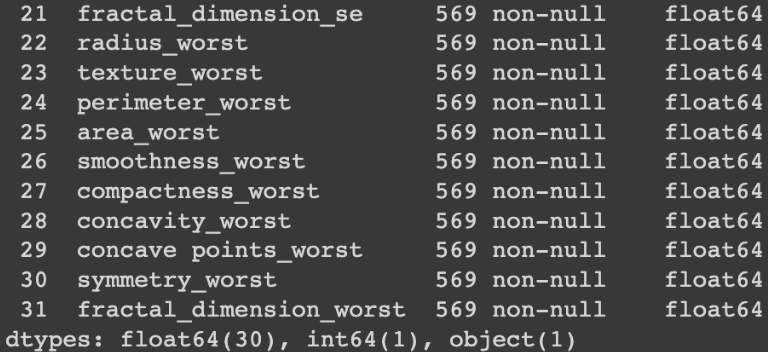 21 fractal_dimension_se 569 non-null float64
22 radius_worst 569 non-null float64
23 texture_worst 569 non-null float64
24 perimeter_worst 569 non-null float64
25 area_worst 569 non-null float64
26 smoothness_worst 569 non-null float64
27 compactness_worst 569 non-null float64
28 concavity_worst 569 non-null float64
29 concave points_worst 569 non-null float64
30 symmetry_worst 569 non-null float64
31 fractal_dimension_worst 569 non-null float64
dtypes: float64(30), int64(1), object(1)